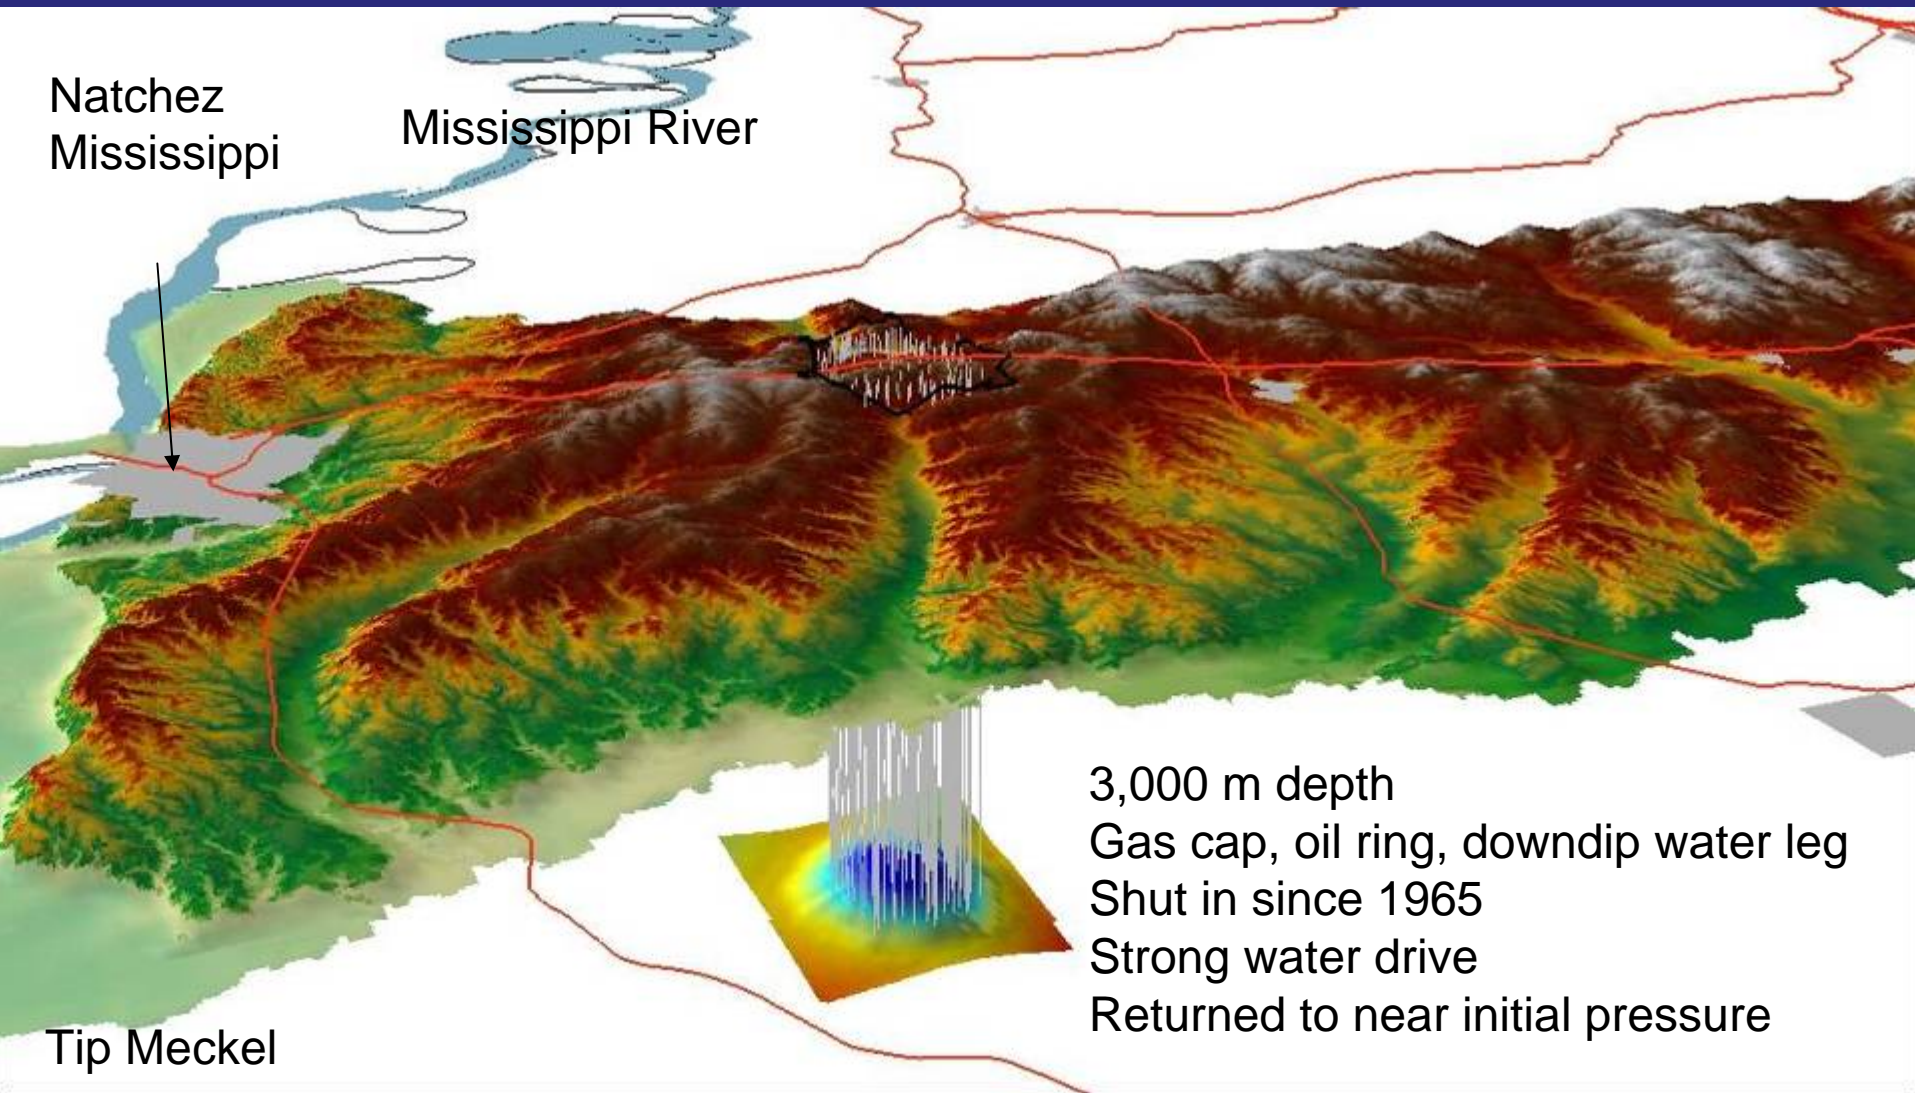 Natchez
Mississippi
Mississippi River
3,000 m depth
Gas cap, oil ring, downdip water leg
Shut in since 1965
Strong water drive
Returned to near initial pressure
Tip Meckel